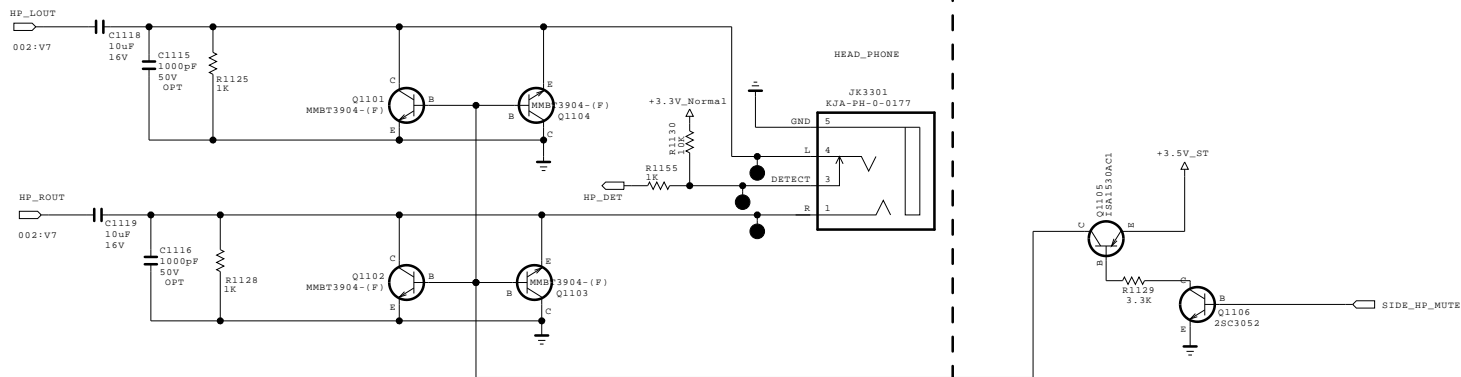 HP_LOUT
002:V7
C1118
10uF
16V
C1115
1000pF
50V
OPT
R1125
1K
Q1101
MMBT3904-(F)
C
B
E
E
MMBT3904-(F)
B
Q1104
C
HP_ROUT
002:V7
C1119
10uF
16V
C1116
1000pF
50V
OPT
R1128
1K
Q1102
MMBT3904-(F)
C
B
E
E
MMBT3904-(F)
B
Q1103
C
+3.3V_Normal
R1130
10K
R1155
1K
HP_DET
HEAD_PHONE
JK3301
KJA-PH-0-0177
GND 5
L 4
DETECT 3
R 1
+3.5V_ST
Q1105
ISA1530AC1
C
E
B
R1129
3.3K
C
B
Q1106
2SC3052
E
SIDE_HP_MUTE